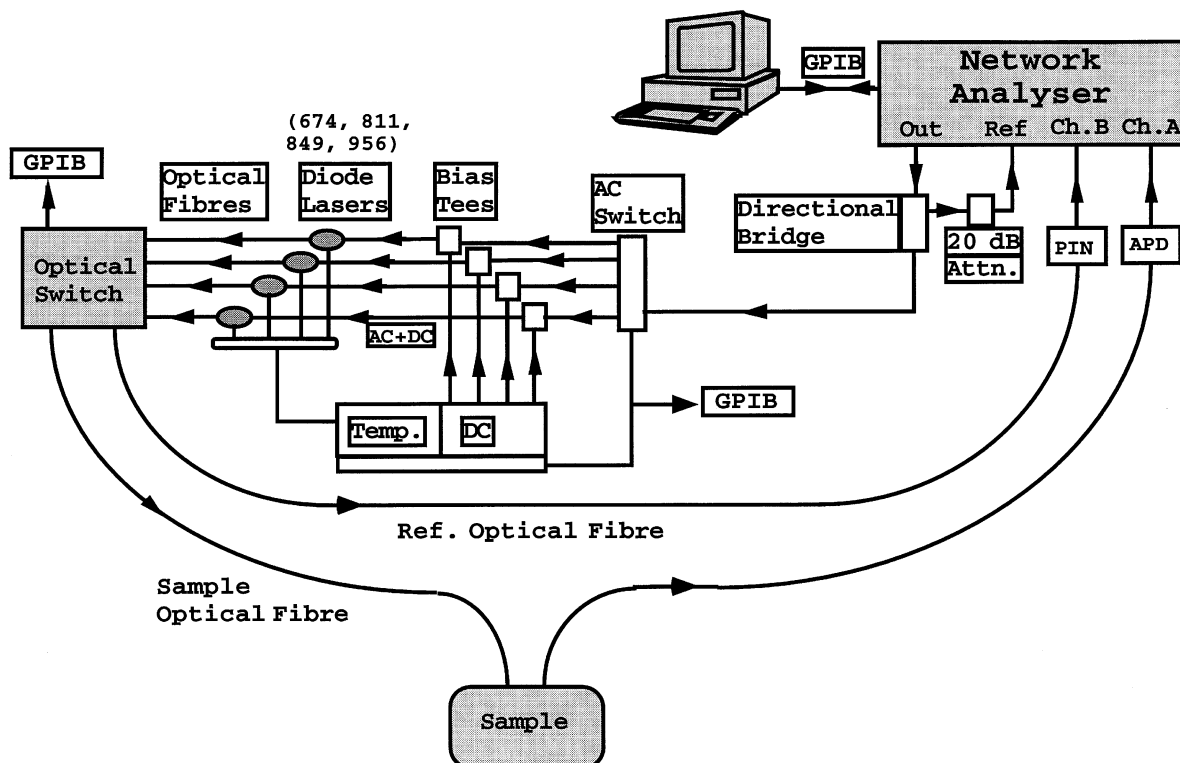 GPIB
Network
Analyser
Out Ref Ch.B Ch.A
(674, 811,
849, 956)
GPIB
Optical
Fibres
Diode
Lasers
Bias
Tees
AC
Switch
Directional
Bridge
20 dB
Attn.
PIN
APD
Optical
Switch
AC+DC
GPIB
Temp.
DC
Ref. Optical Fibre
Sample
Optical Fibre
Sample